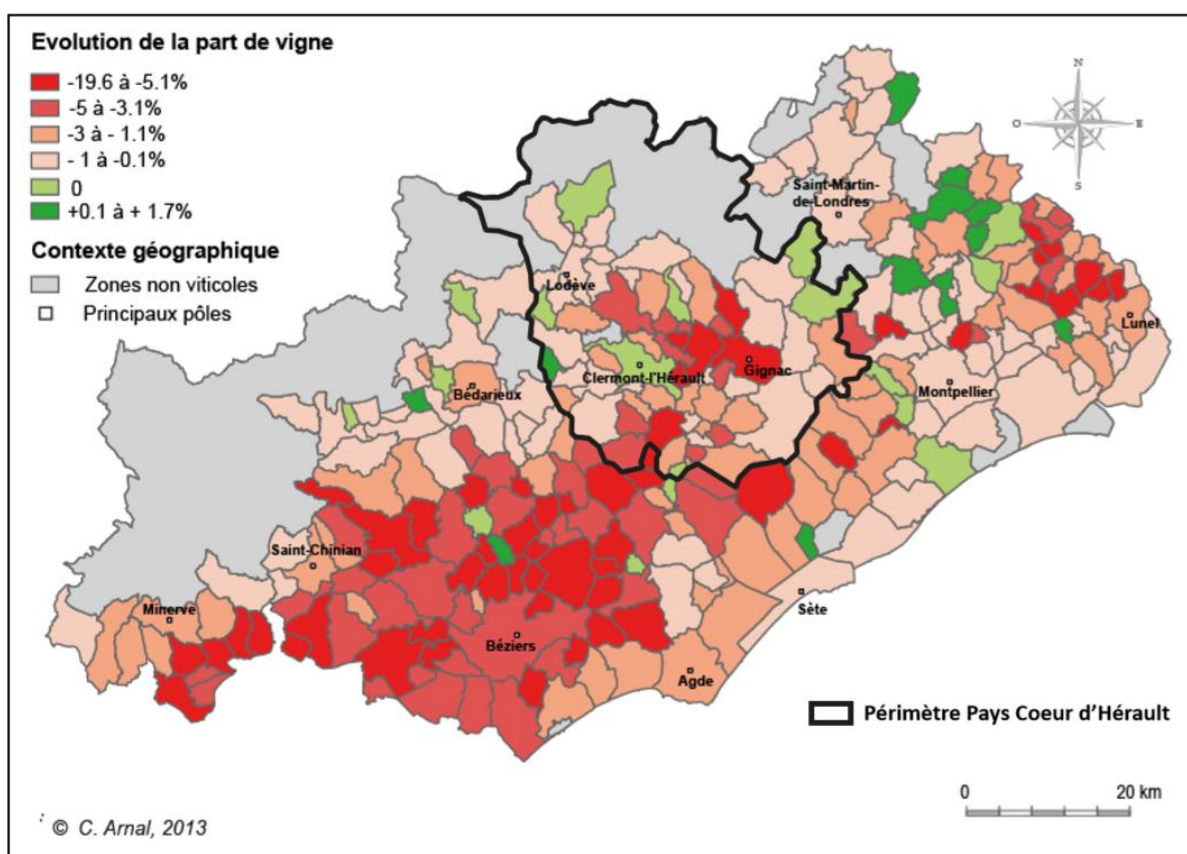 Evolution de la part de vigne
-19.6 à -5.1%
-5 à -3.1%
-3 à - 1.1%
- 1 à -0.1%
0
+0.1 à + 1.7%
Contexte géographique
Zones non viticoles
Principaux pôles
N
O
E
S
Saint-Martin-
de-Londres
Lodève
Lunel
Gignac
Clermont-l'Hérault
Montpellier
Bédarieux
Saint-Chinian
Minerve
Sète
Béziers
Agde
Périmètre Pays Coeur d'Hérault
0 20 km
: © C. Arnal, 2013